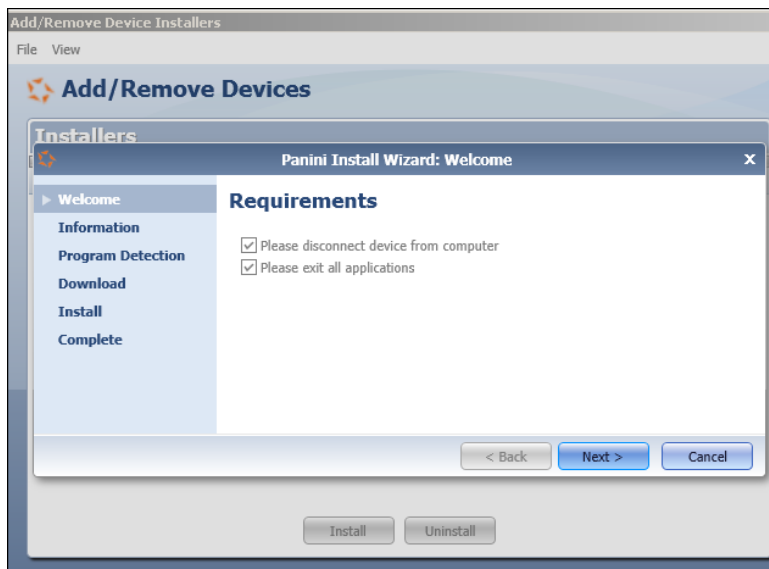 Add/Remove Device Installers
File View
Add/Remove Devices
Installers
Panini Install Wizard: Welcome x
Welcome
Information
Program Detection
Download
Install
Complete
Requirements
Please disconnect device from computer
Please exit all applications
< Back Next > Cancel
Install Uninstall